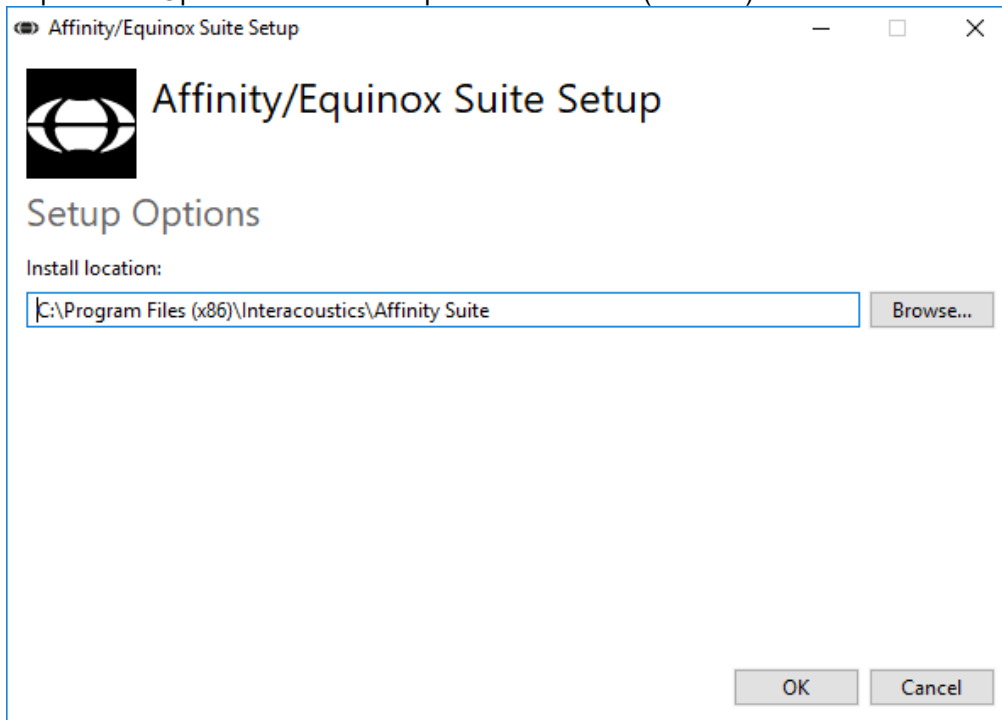 Affinity/Equinox Suite Setup
Affinity/Equinox Suite Setup
Setup Options
Install location:
C:\Program Files (x86)\Interacoustics\Affinity Suite
Browse...
OK
Cancel